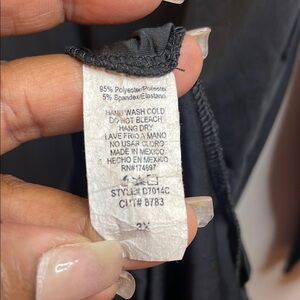 95% Polyester/Poliester
5% Spandex/Elastano
HAND WASH COLD
DO NOT BLEACH
HANG DRY
LAVE FRIO A MANO
NO USAR CLORO
MADE IN MEXICO
HECHO EN MEXICO
RN#174697
STYLE# D7014C
CUT# 8783
2X